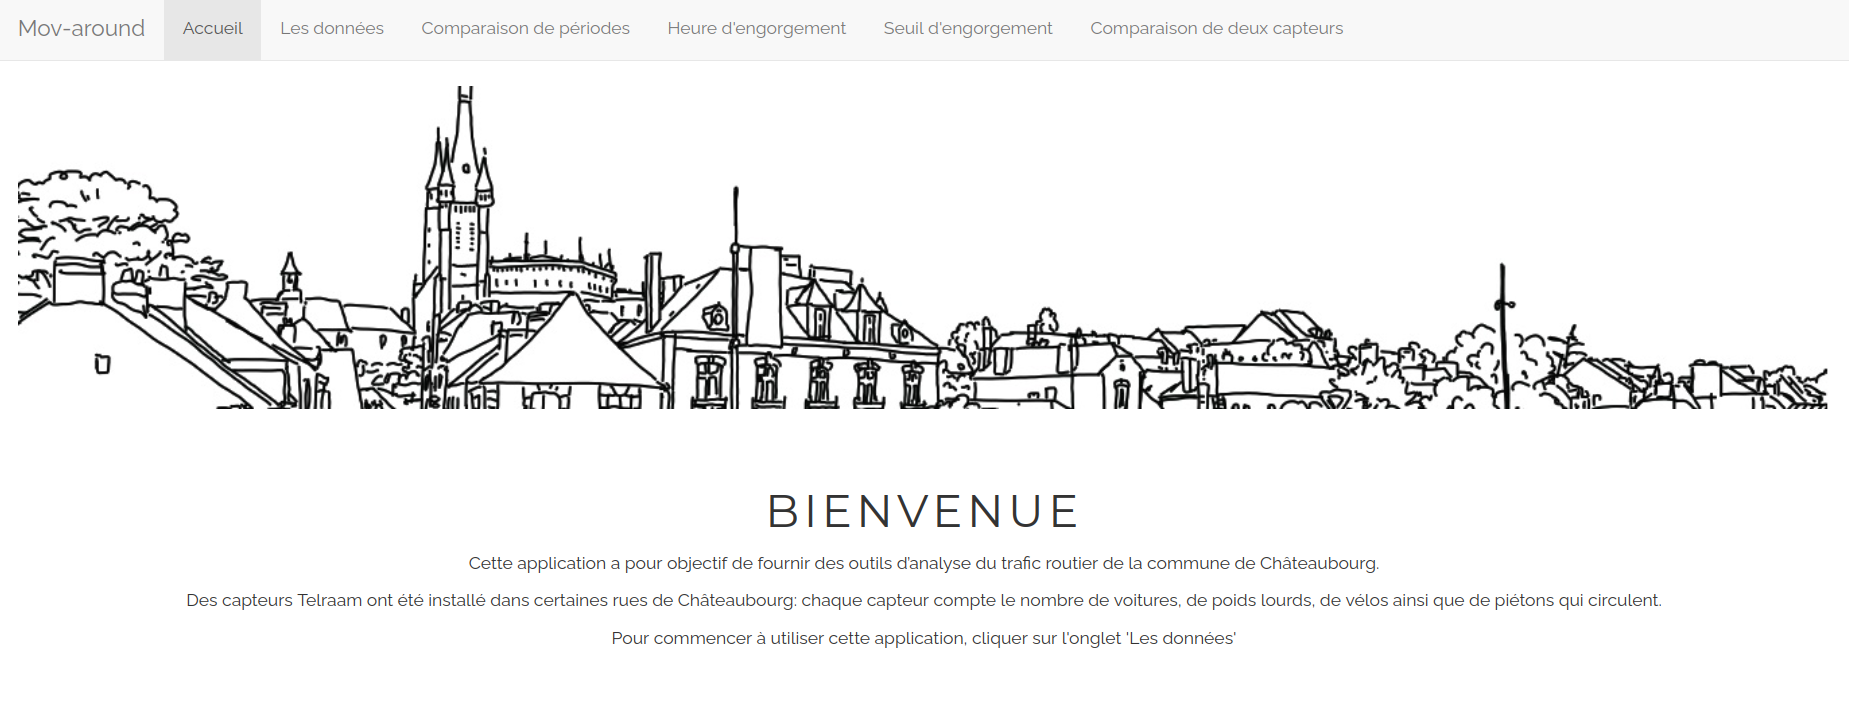 Mov-around Accueil Les données Comparaison de périodes Heure d'engorgement Seuil d'engorgement Comparaison de deux capteurs
BIENVENUE
Cette application a pour objectif de fournir des outils d'analyse du trafic routier de la commune de Châteaubourg.
Des capteurs Telraam ont été installé dans certaines rues de Châteaubourg: chaque capteur compte le nombre de voitures, de poids lourds, de vélos ainsi que de piétons qui circulent.
Pour commencer à utiliser cette application, cliquer sur l'onglet 'Les données'